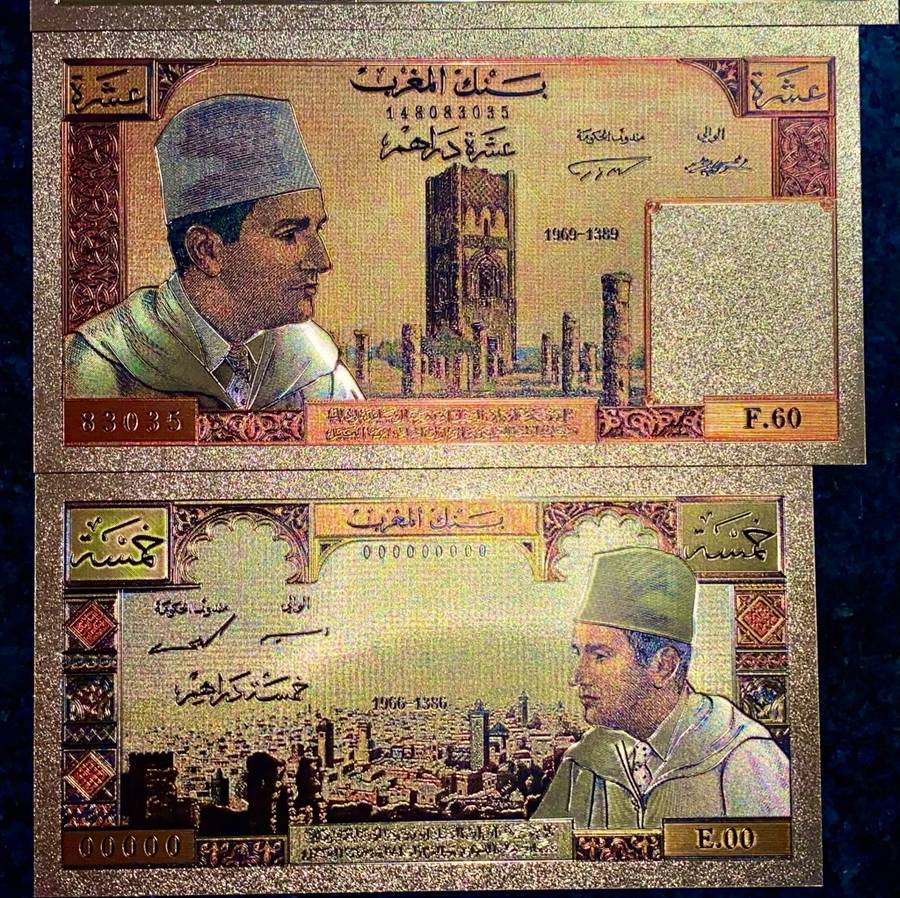 عشرة
بنك المغرب
عشرة
148083035
عشرة دراهم
مندوب الحكومة
الوالي
1969-1389
83035
F.60
خمسة
بنك المغرب
خمسة
000000000
مندوب الحكومة
الوالي
خمسة دراهم
1966-1386
00000
E.00